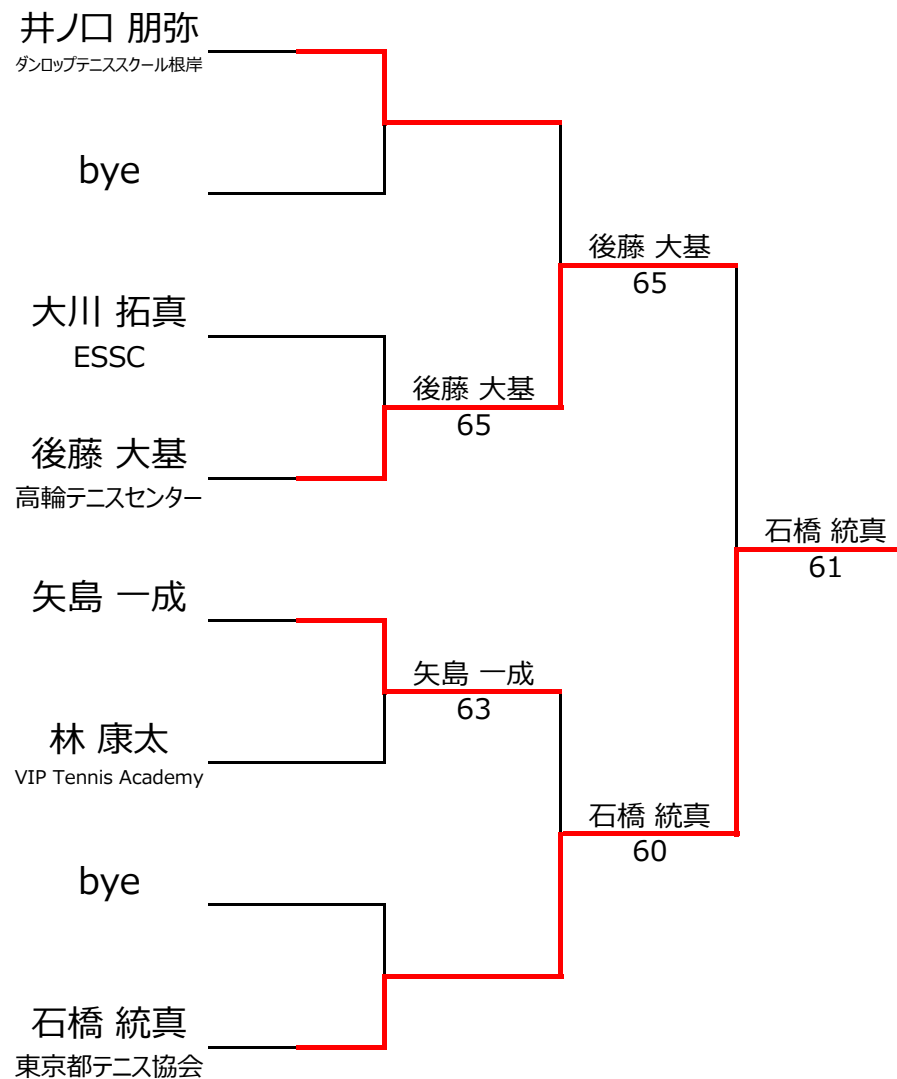 井ノ口 朋弥
ダンロップテニススクール根岸
bye
大川 拓真
ESSC
後藤 大基
高輪テニスセンター
矢島 一成
林 康太
VIP Tennis Academy
bye
石橋 統真
東京都テニス協会
後藤 大基
65
矢島 一成
63
後藤 大基
65
石橋 統真
60
石橋 統真
61